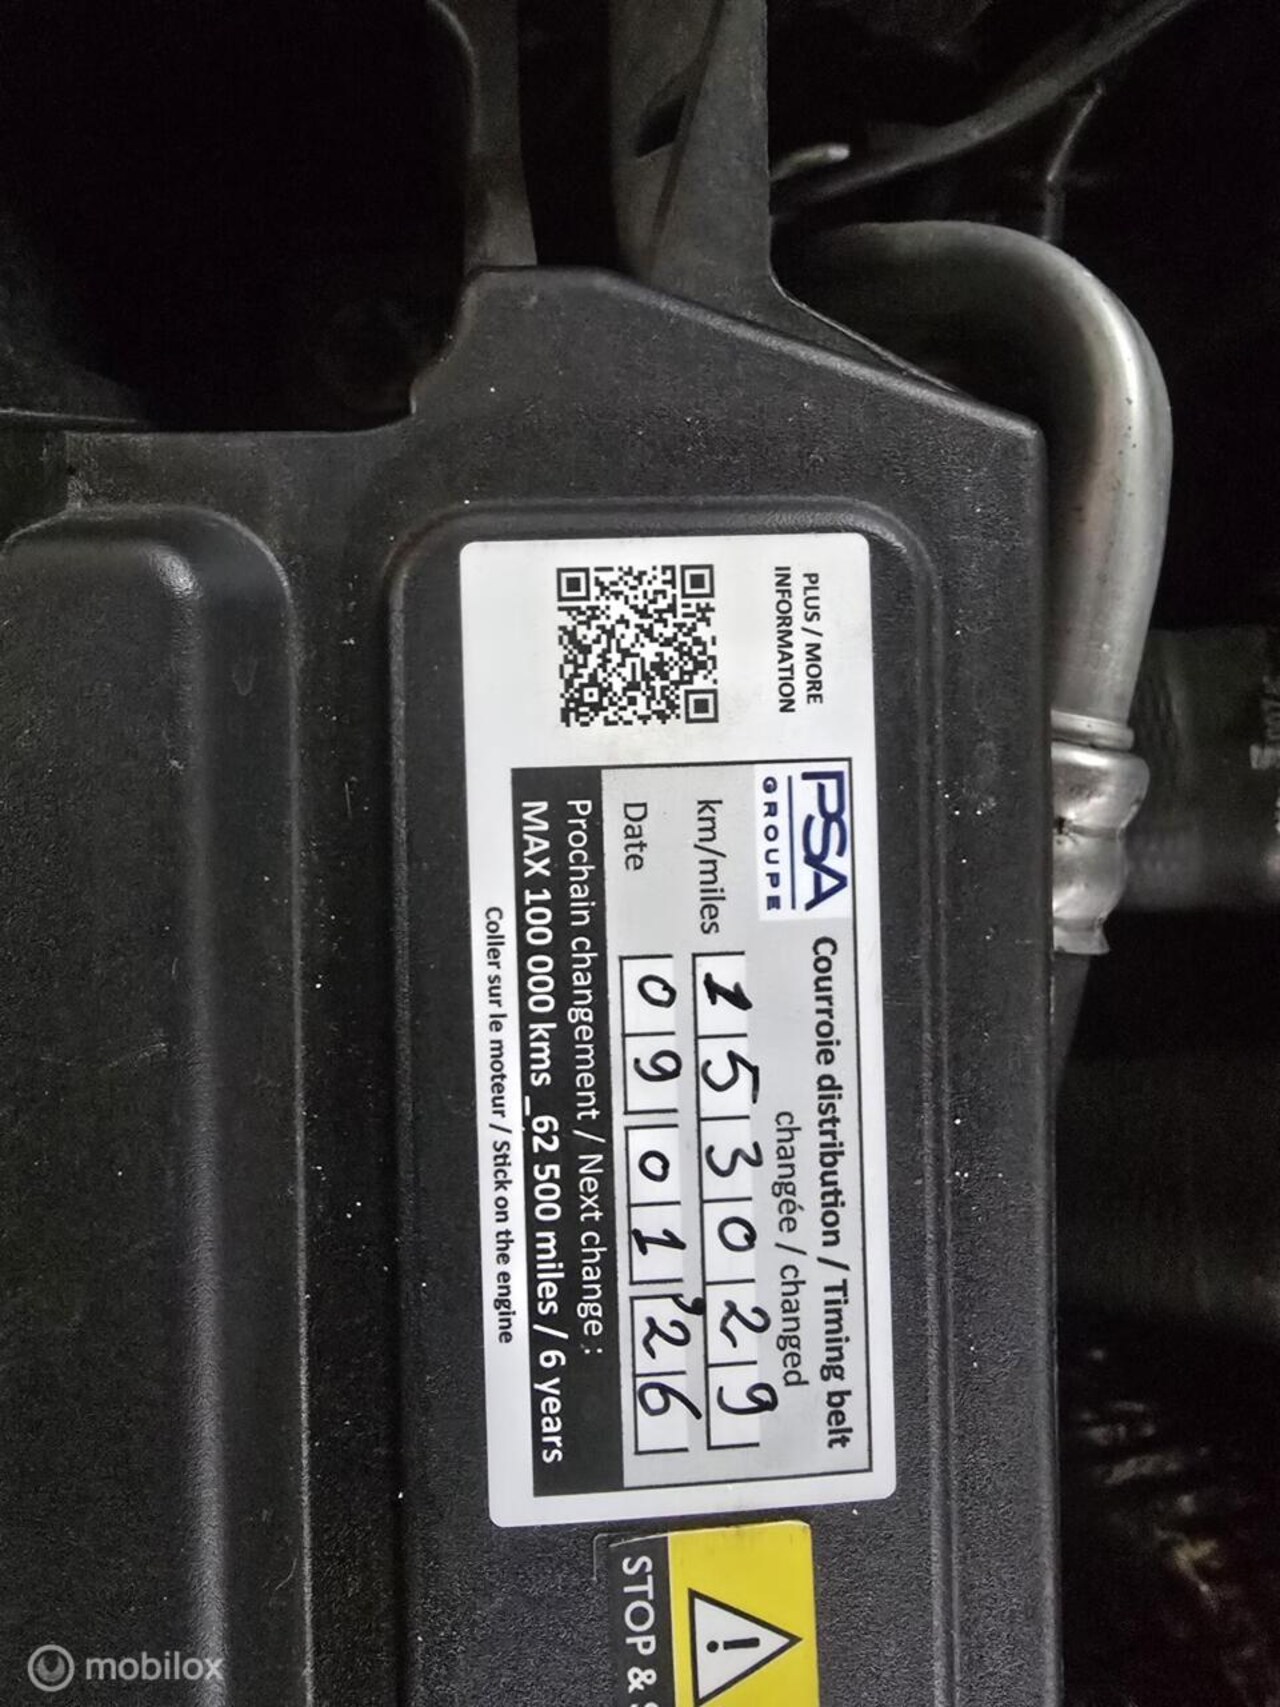 PLUS / MORE
INFORMATION
PSA
GROUPE
Courroie distribution / Timing belt
changée / changed
km/miles 153029
Date 0901'26
Prochain changement / Next change :
MAX 100 000 kms _62 500 miles / 6 years
Coller sur le moteur / Stick on the engine
STOP &
mobilox